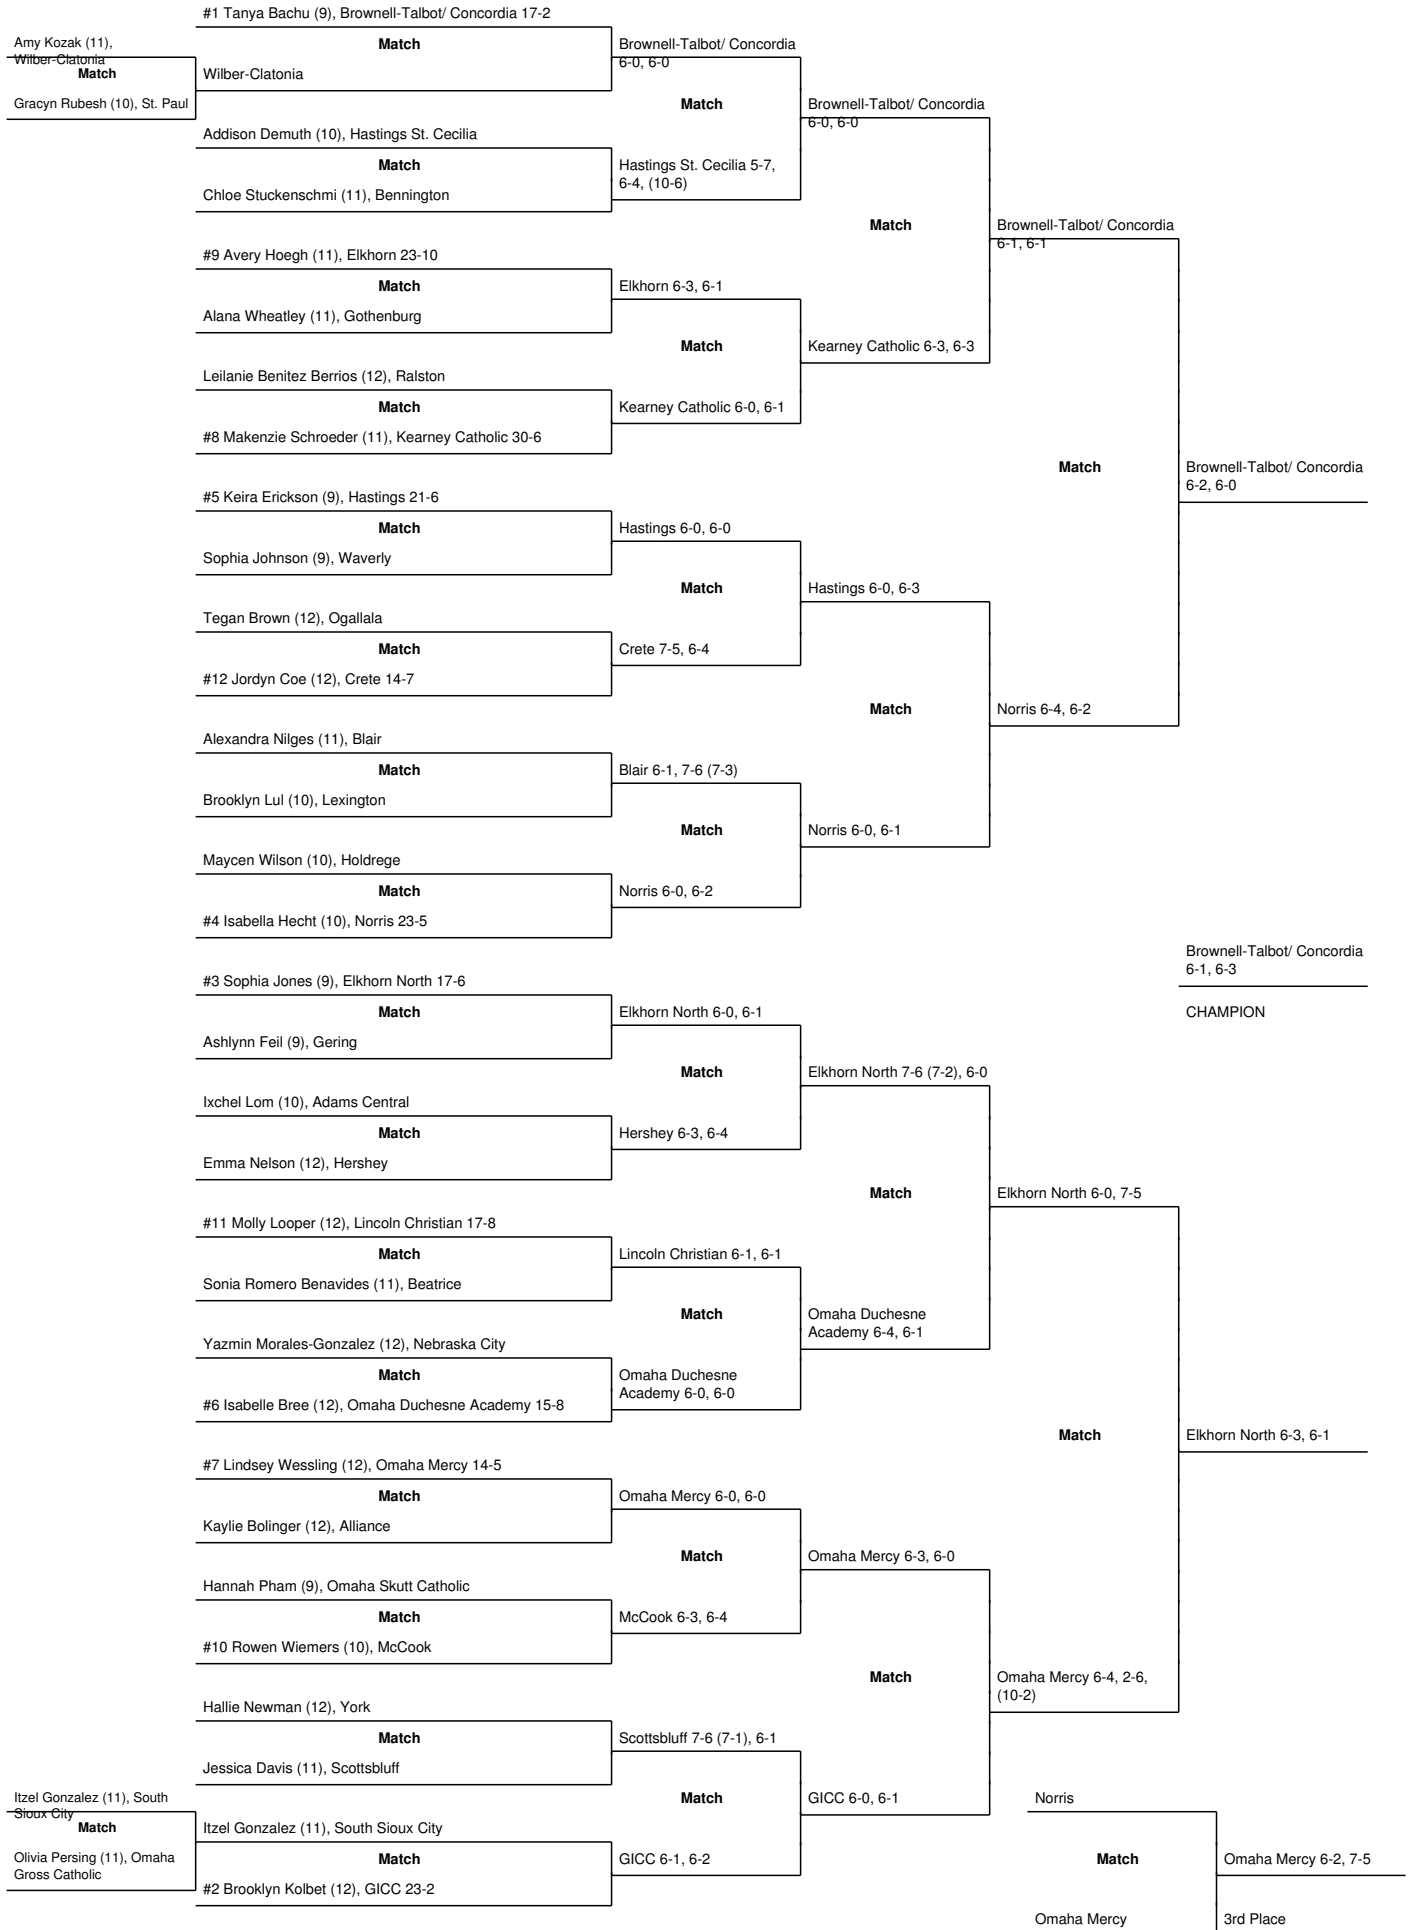 #1 Tanya Bachu (9), Brownell-Talbot/ Concordia 17-2
Amy Kozak (11),
Wilber-Clatonia
Match
Brownell-Talbot/ Concordia
6-0, 6-0
Match
Wilber-Clatonia
Gracyn Rubesh (10), St. Paul
Match
Brownell-Talbot/ Concordia
6-0, 6-0
Addison Demuth (10), Hastings St. Cecilia
Match
Hastings St. Cecilia 5-7,
6-4, (10-6)
Chloe Stuckenschmi (11), Bennington
Match
Brownell-Talbot/ Concordia
6-1, 6-1
#9 Avery Hoegh (11), Elkhorn 23-10
Match
Elkhorn 6-3, 6-1
Alana Wheatley (11), Gothenburg
Match
Kearney Catholic 6-3, 6-3
Leilanie Benitez Berrios (12), Ralston
Match
Kearney Catholic 6-0, 6-1
#8 Makenzie Schroeder (11), Kearney Catholic 30-6
Match
Brownell-Talbot/ Concordia
6-2, 6-0
#5 Keira Erickson (9), Hastings 21-6
Match
Hastings 6-0, 6-0
Sophia Johnson (9), Waverly
Match
Hastings 6-0, 6-3
Tegan Brown (12), Ogallala
Match
Crete 7-5, 6-4
#12 Jordyn Coe (12), Crete 14-7
Match
Norris 6-4, 6-2
Alexandra Nilges (11), Blair
Match
Blair 6-1, 7-6 (7-3)
Brooklyn Lul (10), Lexington
Match
Norris 6-0, 6-1
Maycen Wilson (10), Holdrege
Match
Norris 6-0, 6-2
#4 Isabella Hecht (10), Norris 23-5
Brownell-Talbot/ Concordia
6-1, 6-3
CHAMPION
#3 Sophia Jones (9), Elkhorn North 17-6
Match
Elkhorn North 6-0, 6-1
Ashlynn Feil (9), Gering
Match
Elkhorn North 7-6 (7-2), 6-0
Ixchel Lom (10), Adams Central
Match
Hershey 6-3, 6-4
Emma Nelson (12), Hershey
Match
Elkhorn North 6-0, 7-5
#11 Molly Looper (12), Lincoln Christian 17-8
Match
Lincoln Christian 6-1, 6-1
Sonia Romero Benavides (11), Beatrice
Match
Omaha Duchesne
Academy 6-4, 6-1
Yazmin Morales-Gonzalez (12), Nebraska City
Match
Omaha Duchesne
Academy 6-0, 6-0
#6 Isabelle Bree (12), Omaha Duchesne Academy 15-8
Match
Elkhorn North 6-3, 6-1
#7 Lindsey Wessling (12), Omaha Mercy 14-5
Match
Omaha Mercy 6-0, 6-0
Kaylie Bolinger (12), Alliance
Match
Omaha Mercy 6-3, 6-0
Hannah Pham (9), Omaha Skutt Catholic
Match
McCook 6-3, 6-4
#10 Rowen Wiemers (10), McCook
Match
Omaha Mercy 6-4, 2-6,
(10-2)
Hallie Newman (12), York
Match
Scottsbluff 7-6 (7-1), 6-1
Jessica Davis (11), Scottsbluff
Match
GICC 6-0, 6-1
Itzel Gonzalez (11), South
Sioux City
Match
Itzel Gonzalez (11), South Sioux City
Olivia Persing (11), Omaha
Gross Catholic
Match
GICC 6-1, 6-2
#2 Brooklyn Kolbet (12), GICC 23-2
Norris
Match
Omaha Mercy 6-2, 7-5
Omaha Mercy
3rd Place